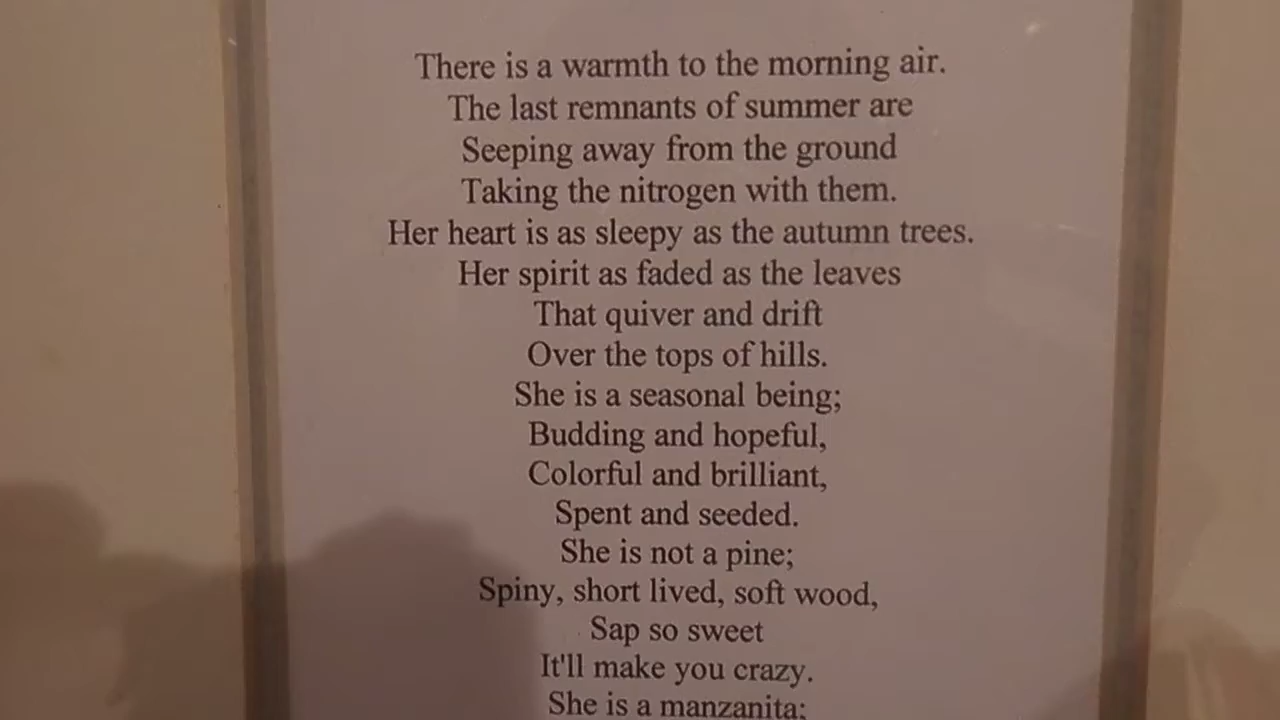 There is a warmth to the morning air.
The last remnants of summer are
Seeping away from the ground
Taking the nitrogen with them.
Her heart is as sleepy as the autumn trees.
Her spirit as faded as the leaves
That quiver and drift
Over the tops of hills.
She is a seasonal being;
Budding and hopeful,
Colorful and brilliant,
Spent and seeded.
She is not a pine;
Spiny, short lived, soft wood,
Sap so sweet
It'll make you crazy.
She is a manzanita;